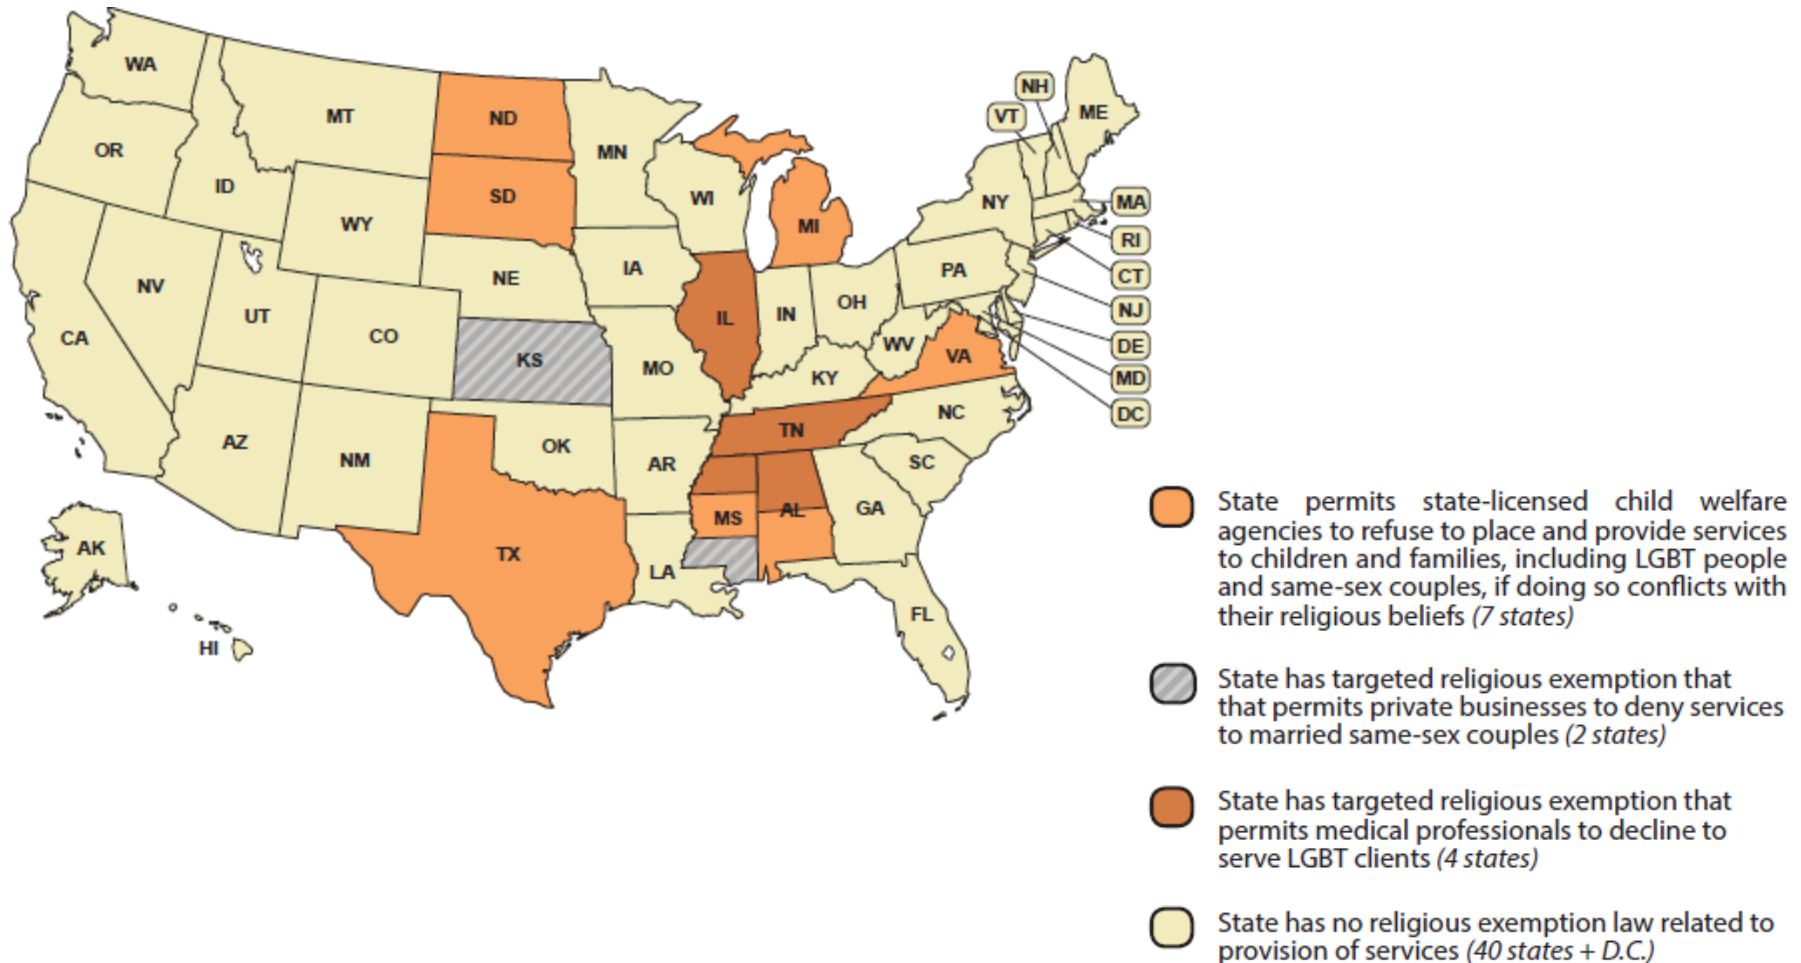 WA
MT
ND
MN
OR
ID
SD
WI
WY
MI
NH
VT
ME
NY
MA
RI
CT
NJ
DE
MD
DC
NE
IA
PA
NV
UT
CO
IL
IN
OH
CA
KS
MO
WV
VA
KY
AZ
NM
OK
AR
TN
NC
SC
MS
AL
GA
TX
LA
FL
AK
HI
State permits state-licensed child welfare
agencies to refuse to place and provide services
to children and families, including LGBT people
and same-sex couples, if doing so conflicts with
their religious beliefs (7 states)
State has targeted religious exemption that
that permits private businesses to deny services
to married same-sex couples (2 states)
State has targeted religious exemption that
permits medical professionals to decline to
serve LGBT clients (4 states)
State has no religious exemption law related to
provision of services (40 states + D.C.)